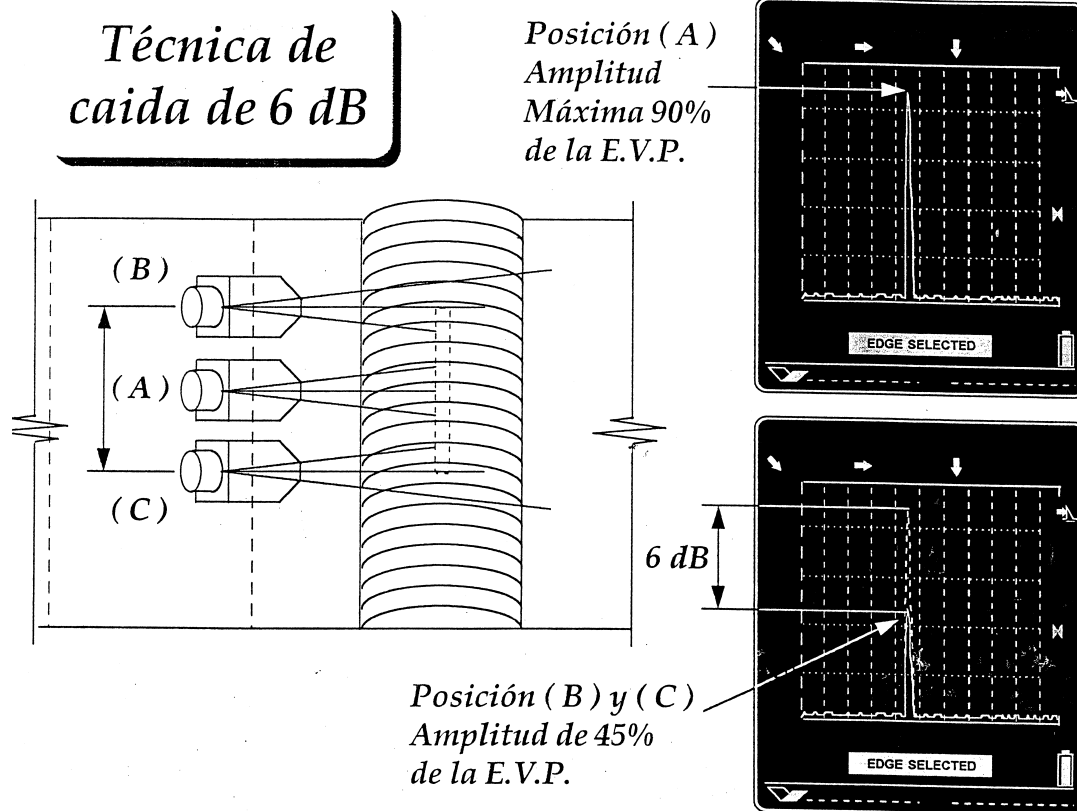 Técnica de
caida de 6 dB
Posición ( A )
Amplitud
Máxima 90%
de la E.V.P.
( B )
( A )
( C )
EDGE SELECTED
6 dB
Posición ( B ) y ( C )
Amplitud de 45%
de la E.V.P.
EDGE SELECTED